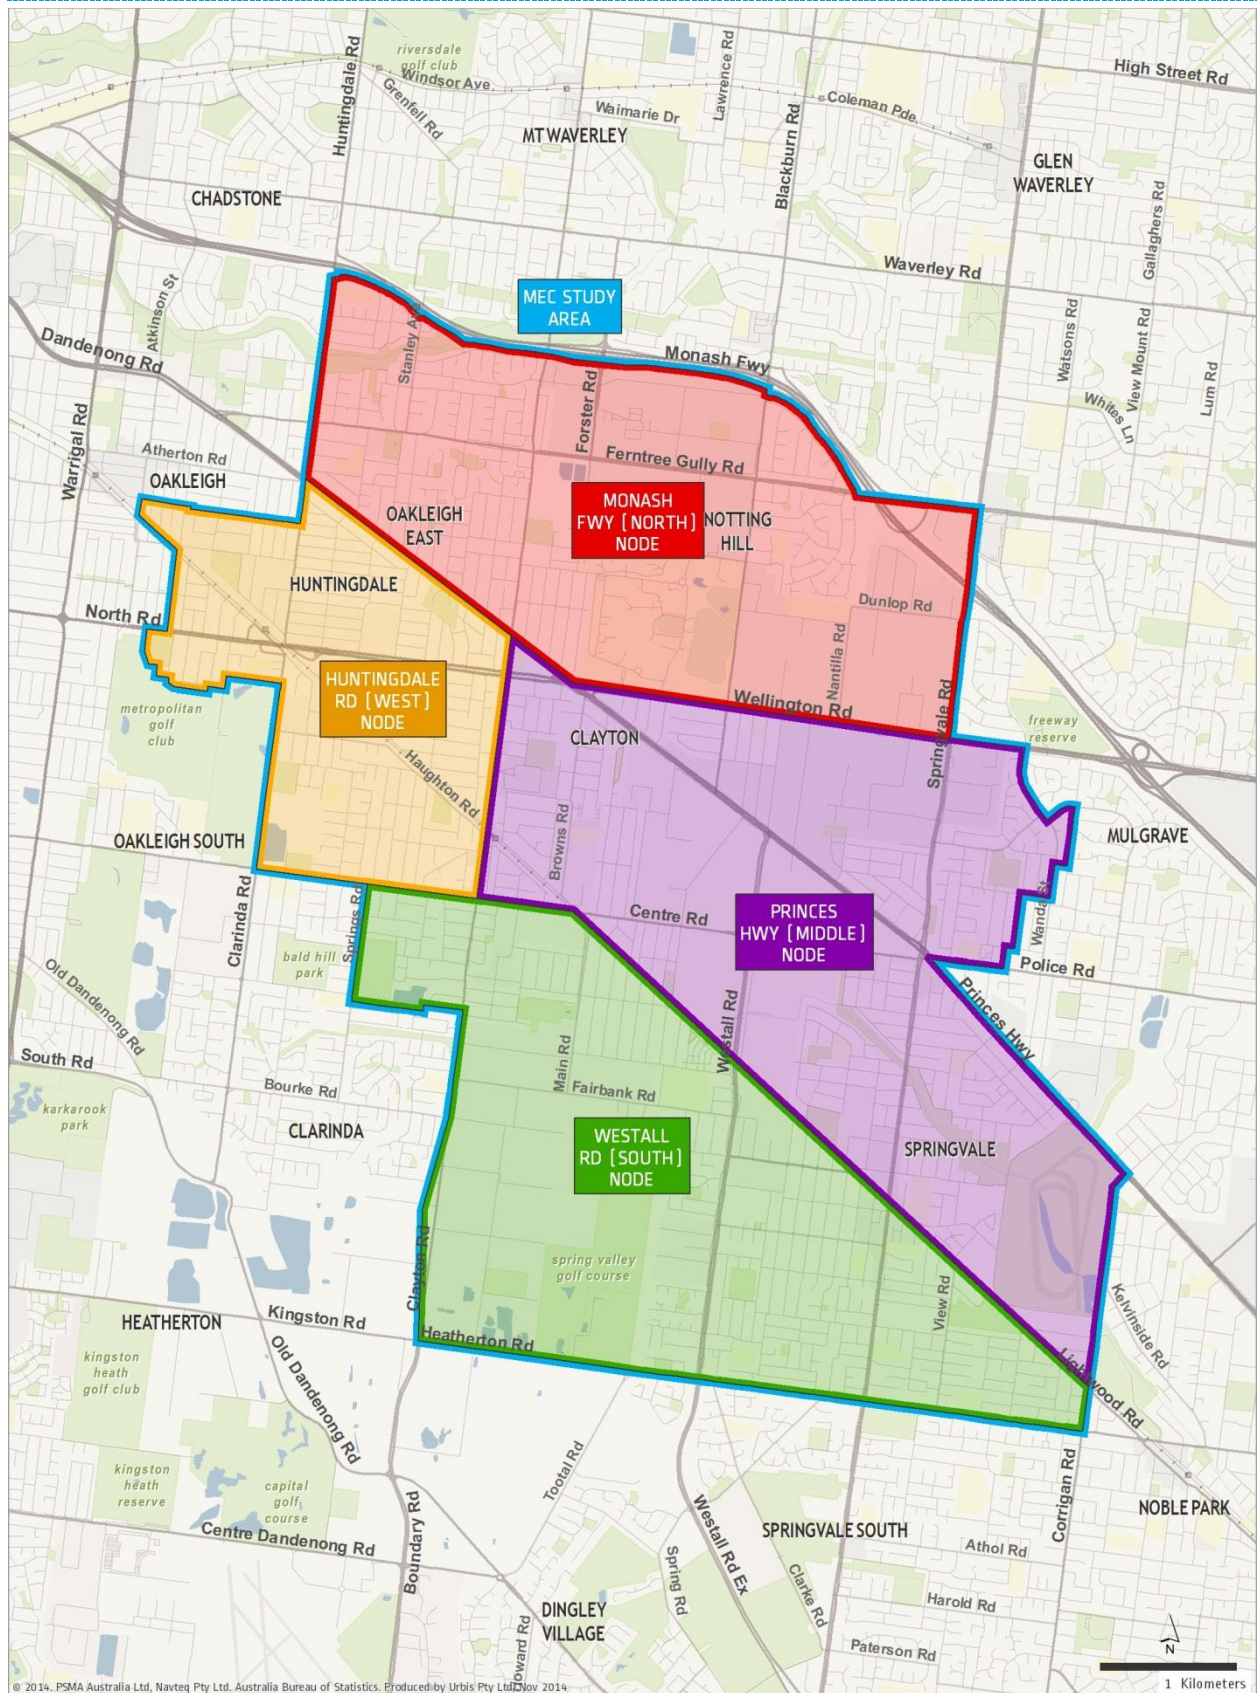 riversdale
golf club
Windsor Ave.
Grenfell Rd
Huntingdale Rd
Lawrence Rd
High Street Rd
Waimarie Dr
Coleman Pde.
MT WAVERLEY
Blackburn Rd
GLEN
WAVERLEY
CHADSTONE
Gallaghers Rd
Waverley Rd
Atkinson St
MEC STUDY
AREA
Stanley Ave
Dandenong Rd
Monash Fwy
Watsons Rd
View Mount Rd
Lum Rd
Whites Ln
Forster Rd
Warrigal Rd
Atherton Rd
OAKLEIGH
Ferntree Gully Rd
OAKLEIGH
EAST
MONASH
FWY [NORTH]
NODE
NOTTING
HILL
HUNTINGDALE
Dunlop Rd
North Rd
Nantilla Rd
HUNTINGDALE
RD [WEST]
NODE
Wellington Rd
Springvale Rd
metropolitan
golf
club
freeway
reserve
CLAYTON
Haughton Rd
Browns Rd
OAKLEIGH SOUTH
MULGRAVE
Clarinda Rd
Springs Rd
Centre Rd
PRINCES
HWY [MIDDLE]
NODE
Wanda St
Police Rd
bald hill
park
Old Dandenong Rd
Princes Hwy
Westall Rd
South Rd
Main Rd
Bourke Rd
Fairbank Rd
karkarook
park
CLARINDA
WESTALL
RD [SOUTH]
NODE
SPRINGVALE
Clayton Rd
spring valley
golf course
View Rd
Kelvinside Rd
HEATHERTON
Kingston Rd
Heatherton Rd
Old Dandenong Rd
Lightwood Rd
kingston
heath
golf club
kingston
heath
reserve
capital
golf
course
Tootal Rd
Corrigan Rd
NOBLE PARK
Centre Dandenong Rd
Boundary Rd
Westall Rd Ex
SPRINGVALE SOUTH
Athol Rd
Spring Rd
Clarke Rd
Harold Rd
DINGLEY
VILLAGE
Howard Rd
Paterson Rd
N
1 Kilometers
© 2014. PSMA Australia Ltd, Navteq Pty Ltd. Australia Bureau of Statistics. Produced by Urbis Pty Ltd, Nov 2014